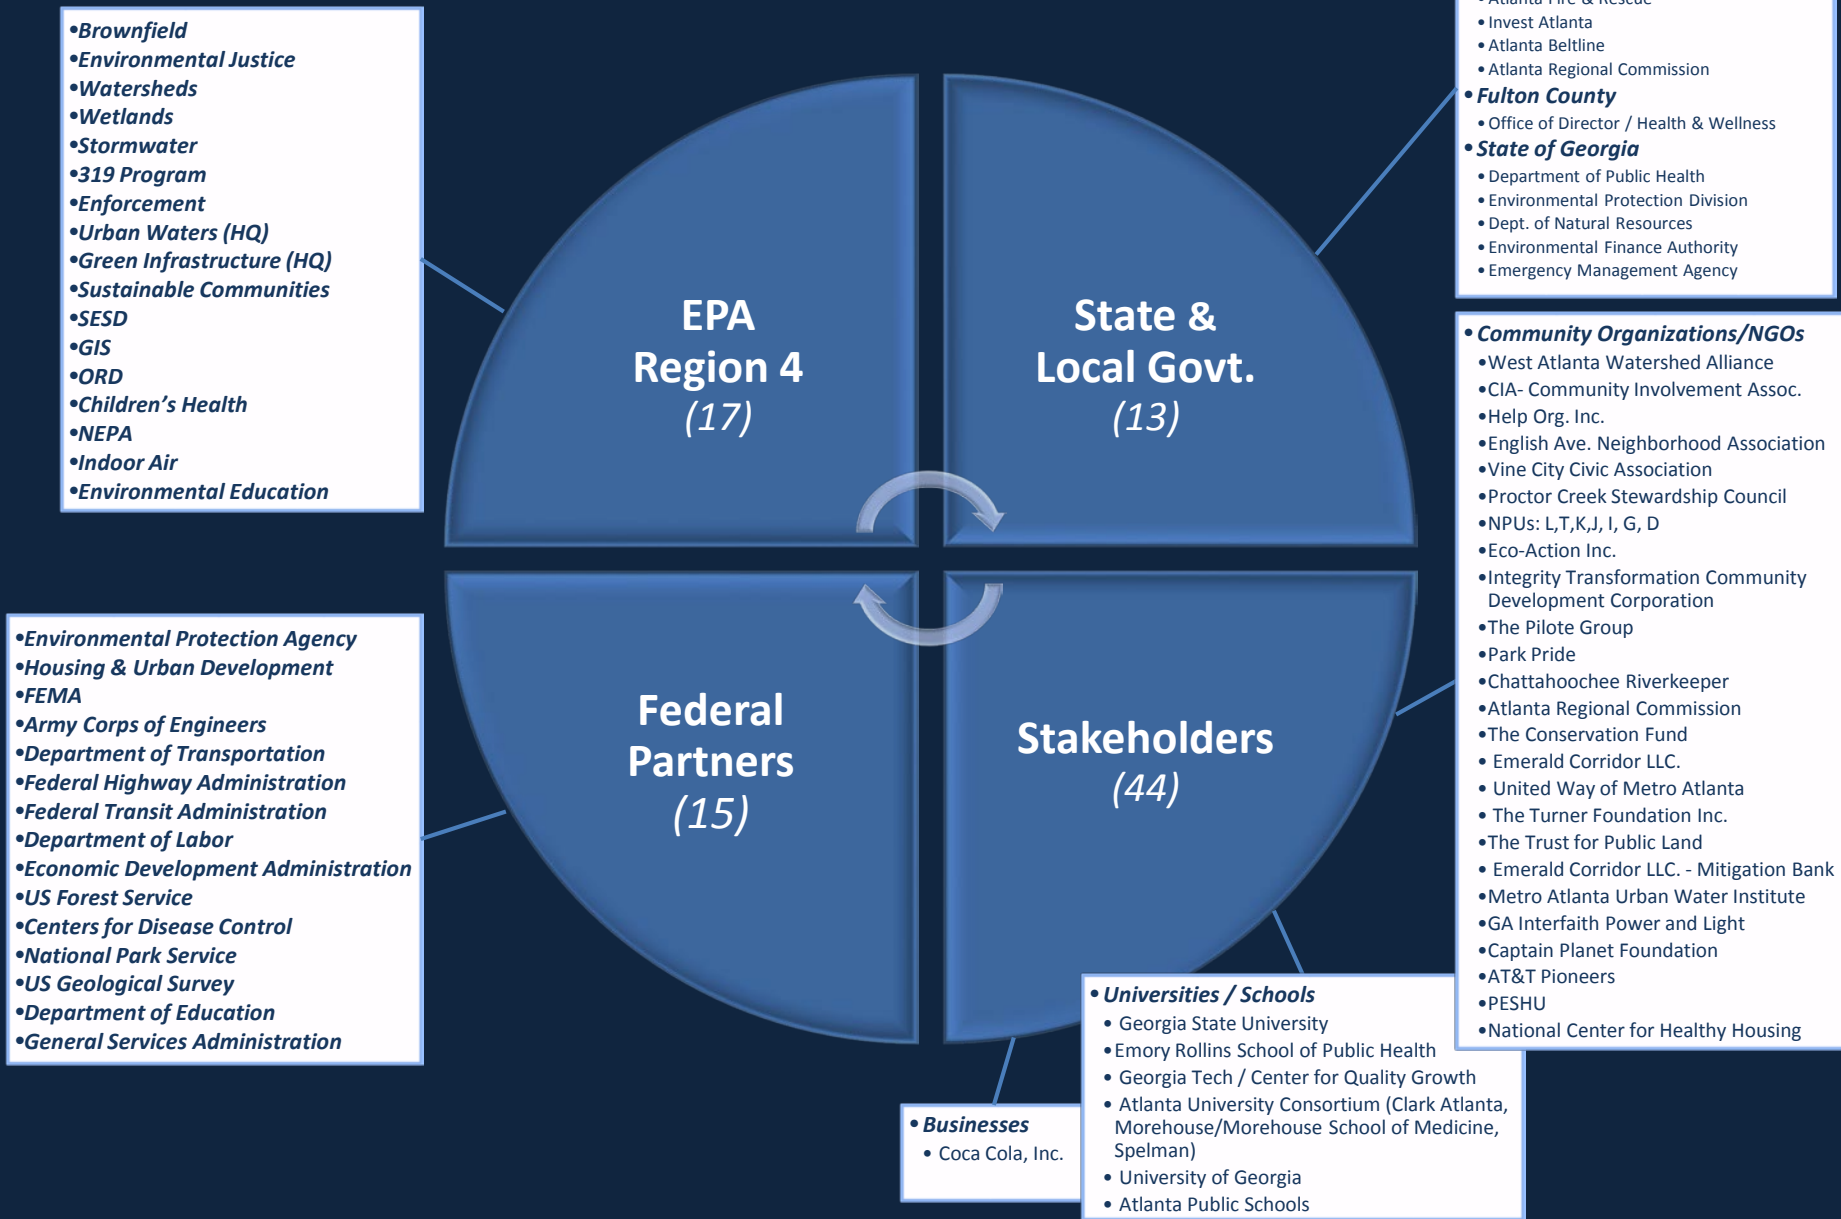 •Brownfield
•Environmental Justice
•Watersheds
•Wetlands
•Stormwater
•319 Program
•Enforcement
•Urban Waters (HQ)
•Green Infrastructure (HQ)
•Sustainable Communities
•SESD
•GIS
•ORD
•Children’s Health
•NEPA
•Indoor Air
•Environmental Education
EPA
Region 4
(17)
State &
Local Govt.
(13)
• Atlanta Fire & Rescue
• Invest Atlanta
• Atlanta Beltline
• Atlanta Regional Commission
• Fulton County
• Office of Director / Health & Wellness
• State of Georgia
• Department of Public Health
• Environmental Protection Division
• Dept. of Natural Resources
• Environmental Finance Authority
• Emergency Management Agency
•Environmental Protection Agency
•Housing & Urban Development
•FEMA
•Army Corps of Engineers
•Department of Transportation
•Federal Highway Administration
•Federal Transit Administration
•Department of Labor
•Economic Development Administration
•US Forest Service
•Centers for Disease Control
•National Park Service
•US Geological Survey
•Department of Education
•General Services Administration
Federal
Partners
(15)
Stakeholders
(44)
• Community Organizations/NGOs
•West Atlanta Watershed Alliance
•CIA- Community Involvement Assoc.
•Help Org. Inc.
•English Ave. Neighborhood Association
•Vine City Civic Association
•Proctor Creek Stewardship Council
•NPUs: L,T,K,J, I, G, D
•Eco-Action Inc.
•Integrity Transformation Community
Development Corporation
•The Pilote Group
•Park Pride
•Chattahoochee Riverkeeper
•Atlanta Regional Commission
•The Conservation Fund
• Emerald Corridor LLC.
• United Way of Metro Atlanta
• The Turner Foundation Inc.
•The Trust for Public Land
• Emerald Corridor LLC. - Mitigation Bank
•Metro Atlanta Urban Water Institute
•GA Interfaith Power and Light
•Captain Planet Foundation
•AT&T Pioneers
•PESHU
•National Center for Healthy Housing
• Universities / Schools
• Georgia State University
•Emory Rollins School of Public Health
• Georgia Tech / Center for Quality Growth
• Atlanta University Consortium (Clark Atlanta,
Morehouse/Morehouse School of Medicine,
Spelman)
• University of Georgia
• Atlanta Public Schools
• Businesses
• Coca Cola, Inc.